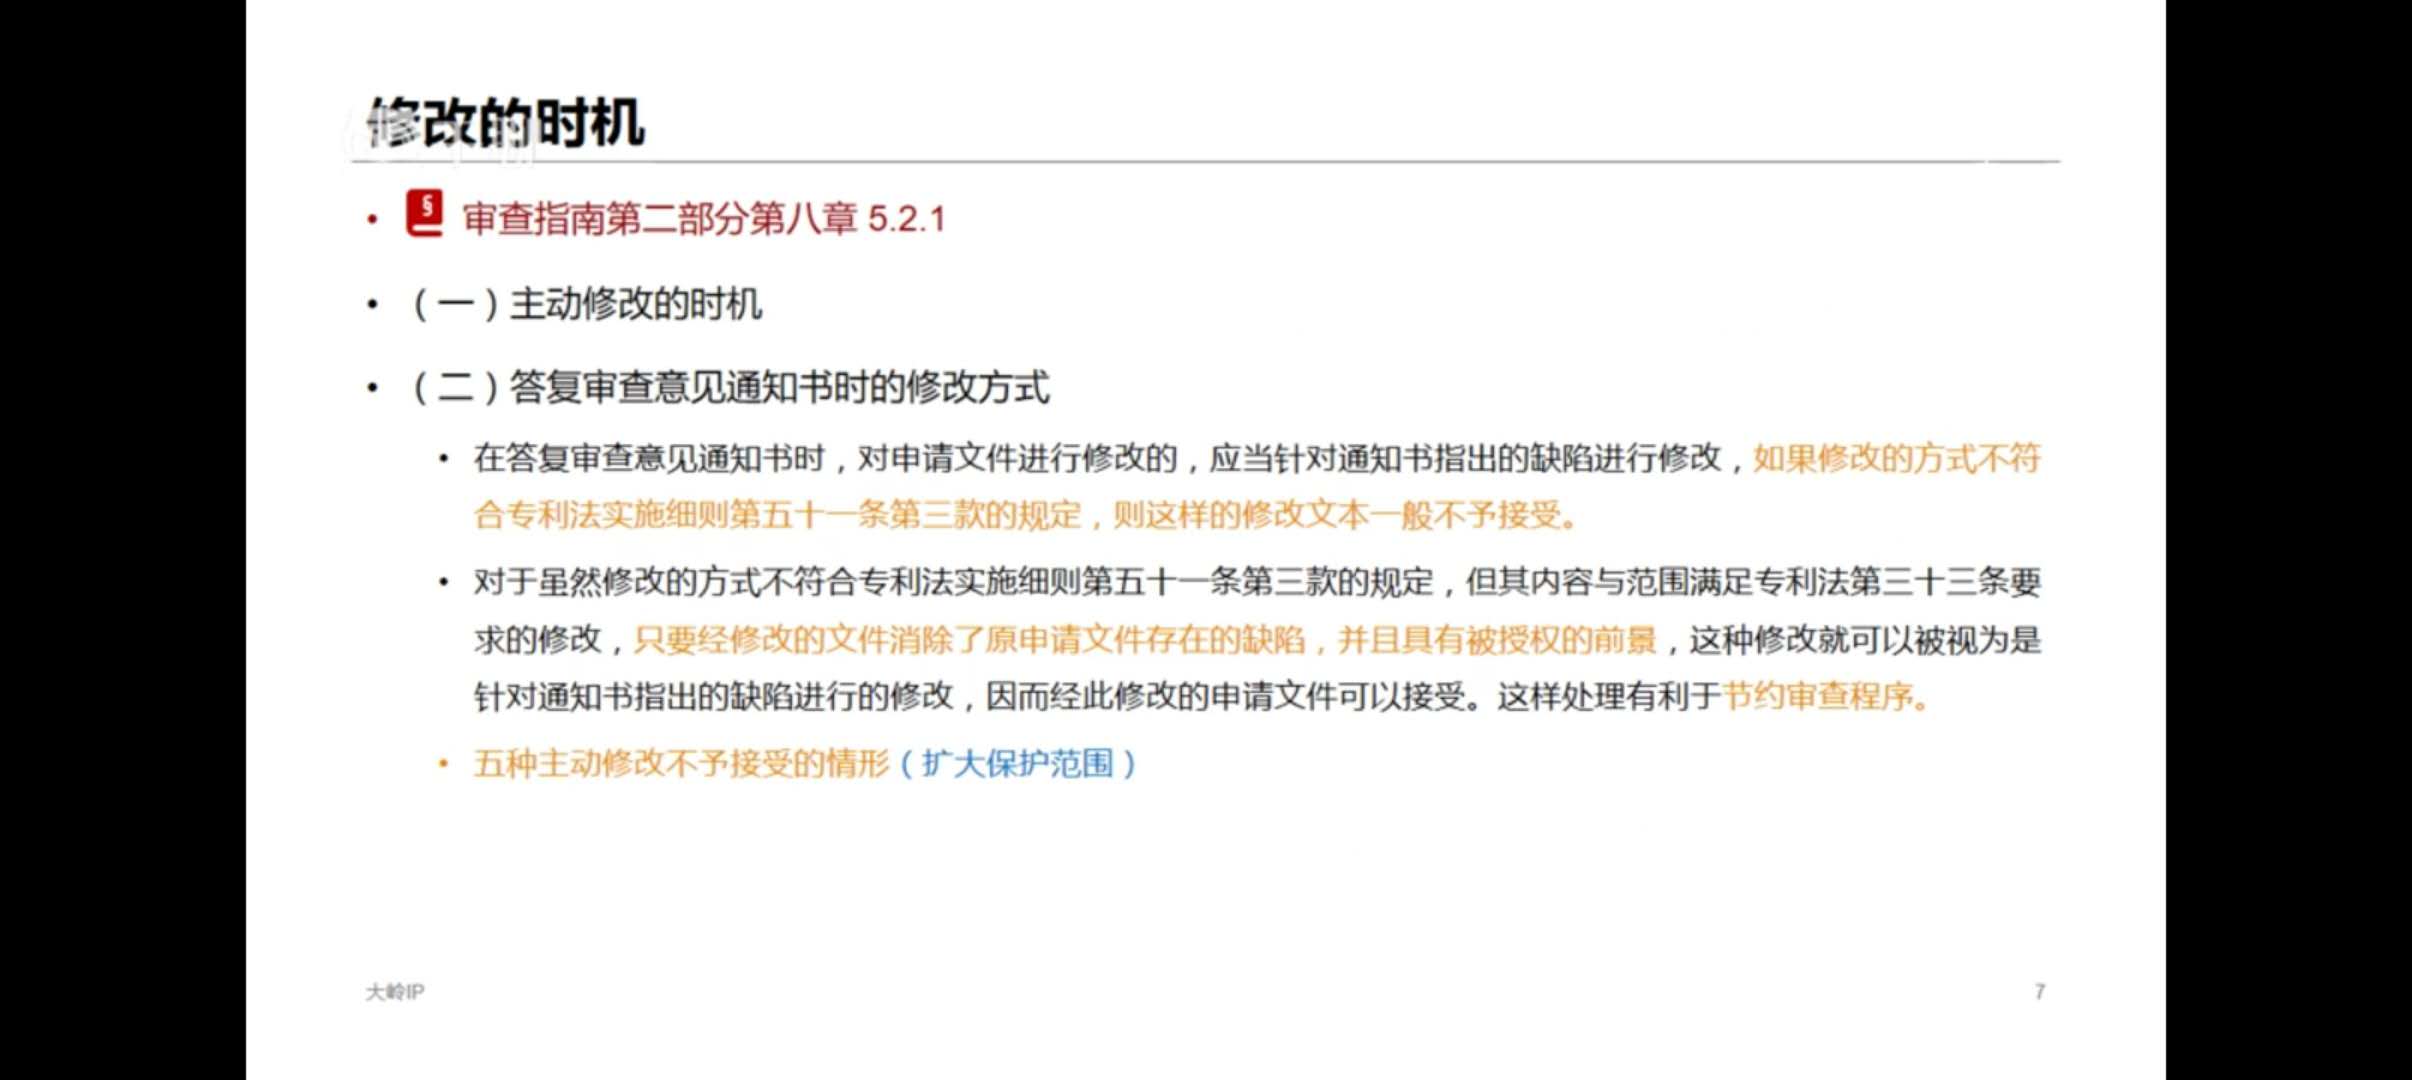 修改的时机
• § 审查指南第二部分第八章 5.2.1
• （一）主动修改的时机
• （二）答复审查意见通知书时的修改方式
• 在答复审查意见通知书时，对申请文件进行修改的，应当针对通知书指出的缺陷进行修改，如果修改的方式不符
合专利法实施细则第五十一条第三款的规定，则这样的修改文本一般不予接受。
• 对于虽然修改的方式不符合专利法实施细则第五十一条第三款的规定，但其内容与范围满足专利法第三十三条要
求的修改，只要经修改的文件消除了原申请文件存在的缺陷，并且具有被授权的前景，这种修改就可以被视为是
针对通知书指出的缺陷进行的修改，因而经此修改的申请文件可以接受。这样处理有利于节约审查程序。
• 五种主动修改不予接受的情形（扩大保护范围）
大岭IP
7